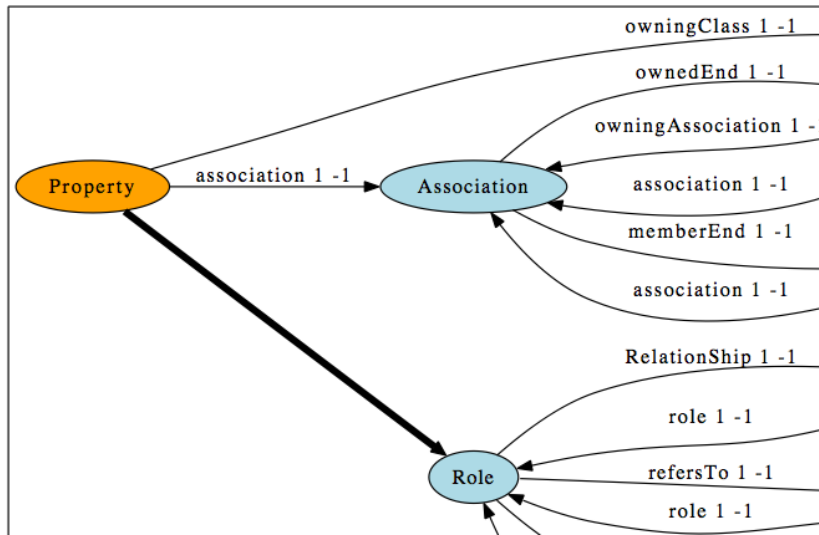 owningClass 1 -1
ownedEnd 1 -1
owningAssociation 1 -
association 1 -1
Property
Association
association 1 -1
memberEnd 1 -1
association 1 -1
RelationShip 1 -1
role 1 -1
Role
refersTo 1 -1
role 1 -1